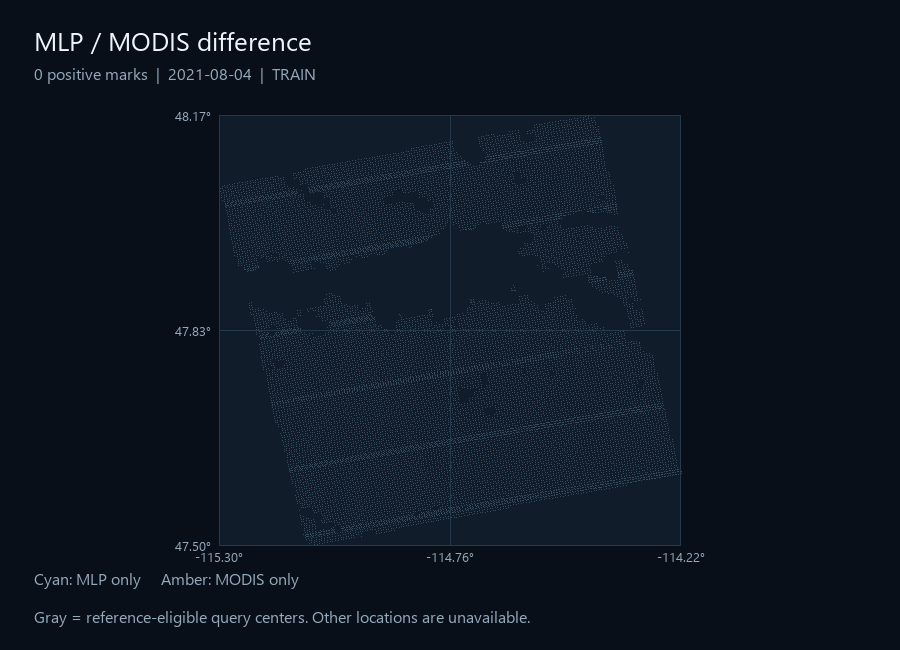 MLP / MODIS difference
0 positive marks | 2021-08-04 | TRAIN
48.17°
47.83°
47.50°
-115.30° -114.76° -114.22°
Cyan: MLP only Amber: MODIS only
Gray = reference-eligible query centers. Other locations are unavailable.